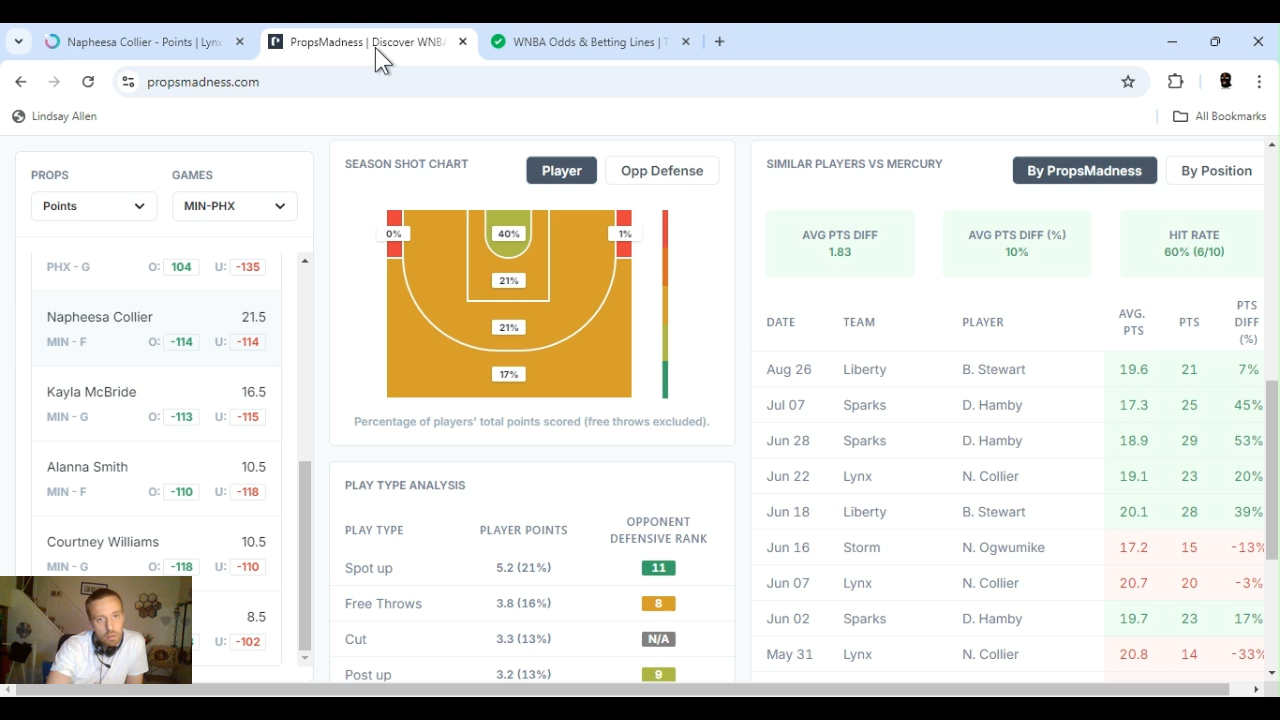 Napheesa Collier - Points | Lynx
PropsMadness | Discover WNBA
WNBA Odds & Betting Lines | T
propsmadness.com
Lindsay Allen
All Bookmarks
PROPS
GAMES
Points
MIN-PHX
PHX - G O: 104 U: -135
Napheesa Collier 21.5
MIN - F O: -114 U: -114
Kayla McBride 16.5
MIN - G O: -113 U: -115
Alanna Smith 10.5
MIN - F O: -110 U: -118
Courtney Williams 10.5
MIN - G O: -118 U: -110
8.5
U: -102
SEASON SHOT CHART
Player
Opp Defense
0%
40%
1%
21%
21%
17%
Percentage of players' total points scored (free throws excluded).
PLAY TYPE ANALYSIS
PLAY TYPE PLAYER POINTS OPPONENT DEFENSIVE RANK
Spot up 5.2 (21%) 11
Free Throws 3.8 (16%) 8
Cut 3.3 (13%) N/A
Post up 3.2 (13%) 9
SIMILAR PLAYERS VS MERCURY
By PropsMadness
By Position
AVG PTS DIFF
1.83
AVG PTS DIFF (%)
10%
HIT RATE
60% (6/10)
DATE TEAM PLAYER AVG. PTS PTS PTS DIFF (%)
Aug 26 Liberty B. Stewart 19.6 21 7%
Jul 07 Sparks D. Hamby 17.3 25 45%
Jun 28 Sparks D. Hamby 18.9 29 53%
Jun 22 Lynx N. Collier 19.1 23 20%
Jun 18 Liberty B. Stewart 20.1 28 39%
Jun 16 Storm N. Ogwumike 17.2 15 -13%
Jun 07 Lynx N. Collier 20.7 20 -3%
Jun 02 Sparks D. Hamby 19.7 23 17%
May 31 Lynx N. Collier 20.8 14 -33%